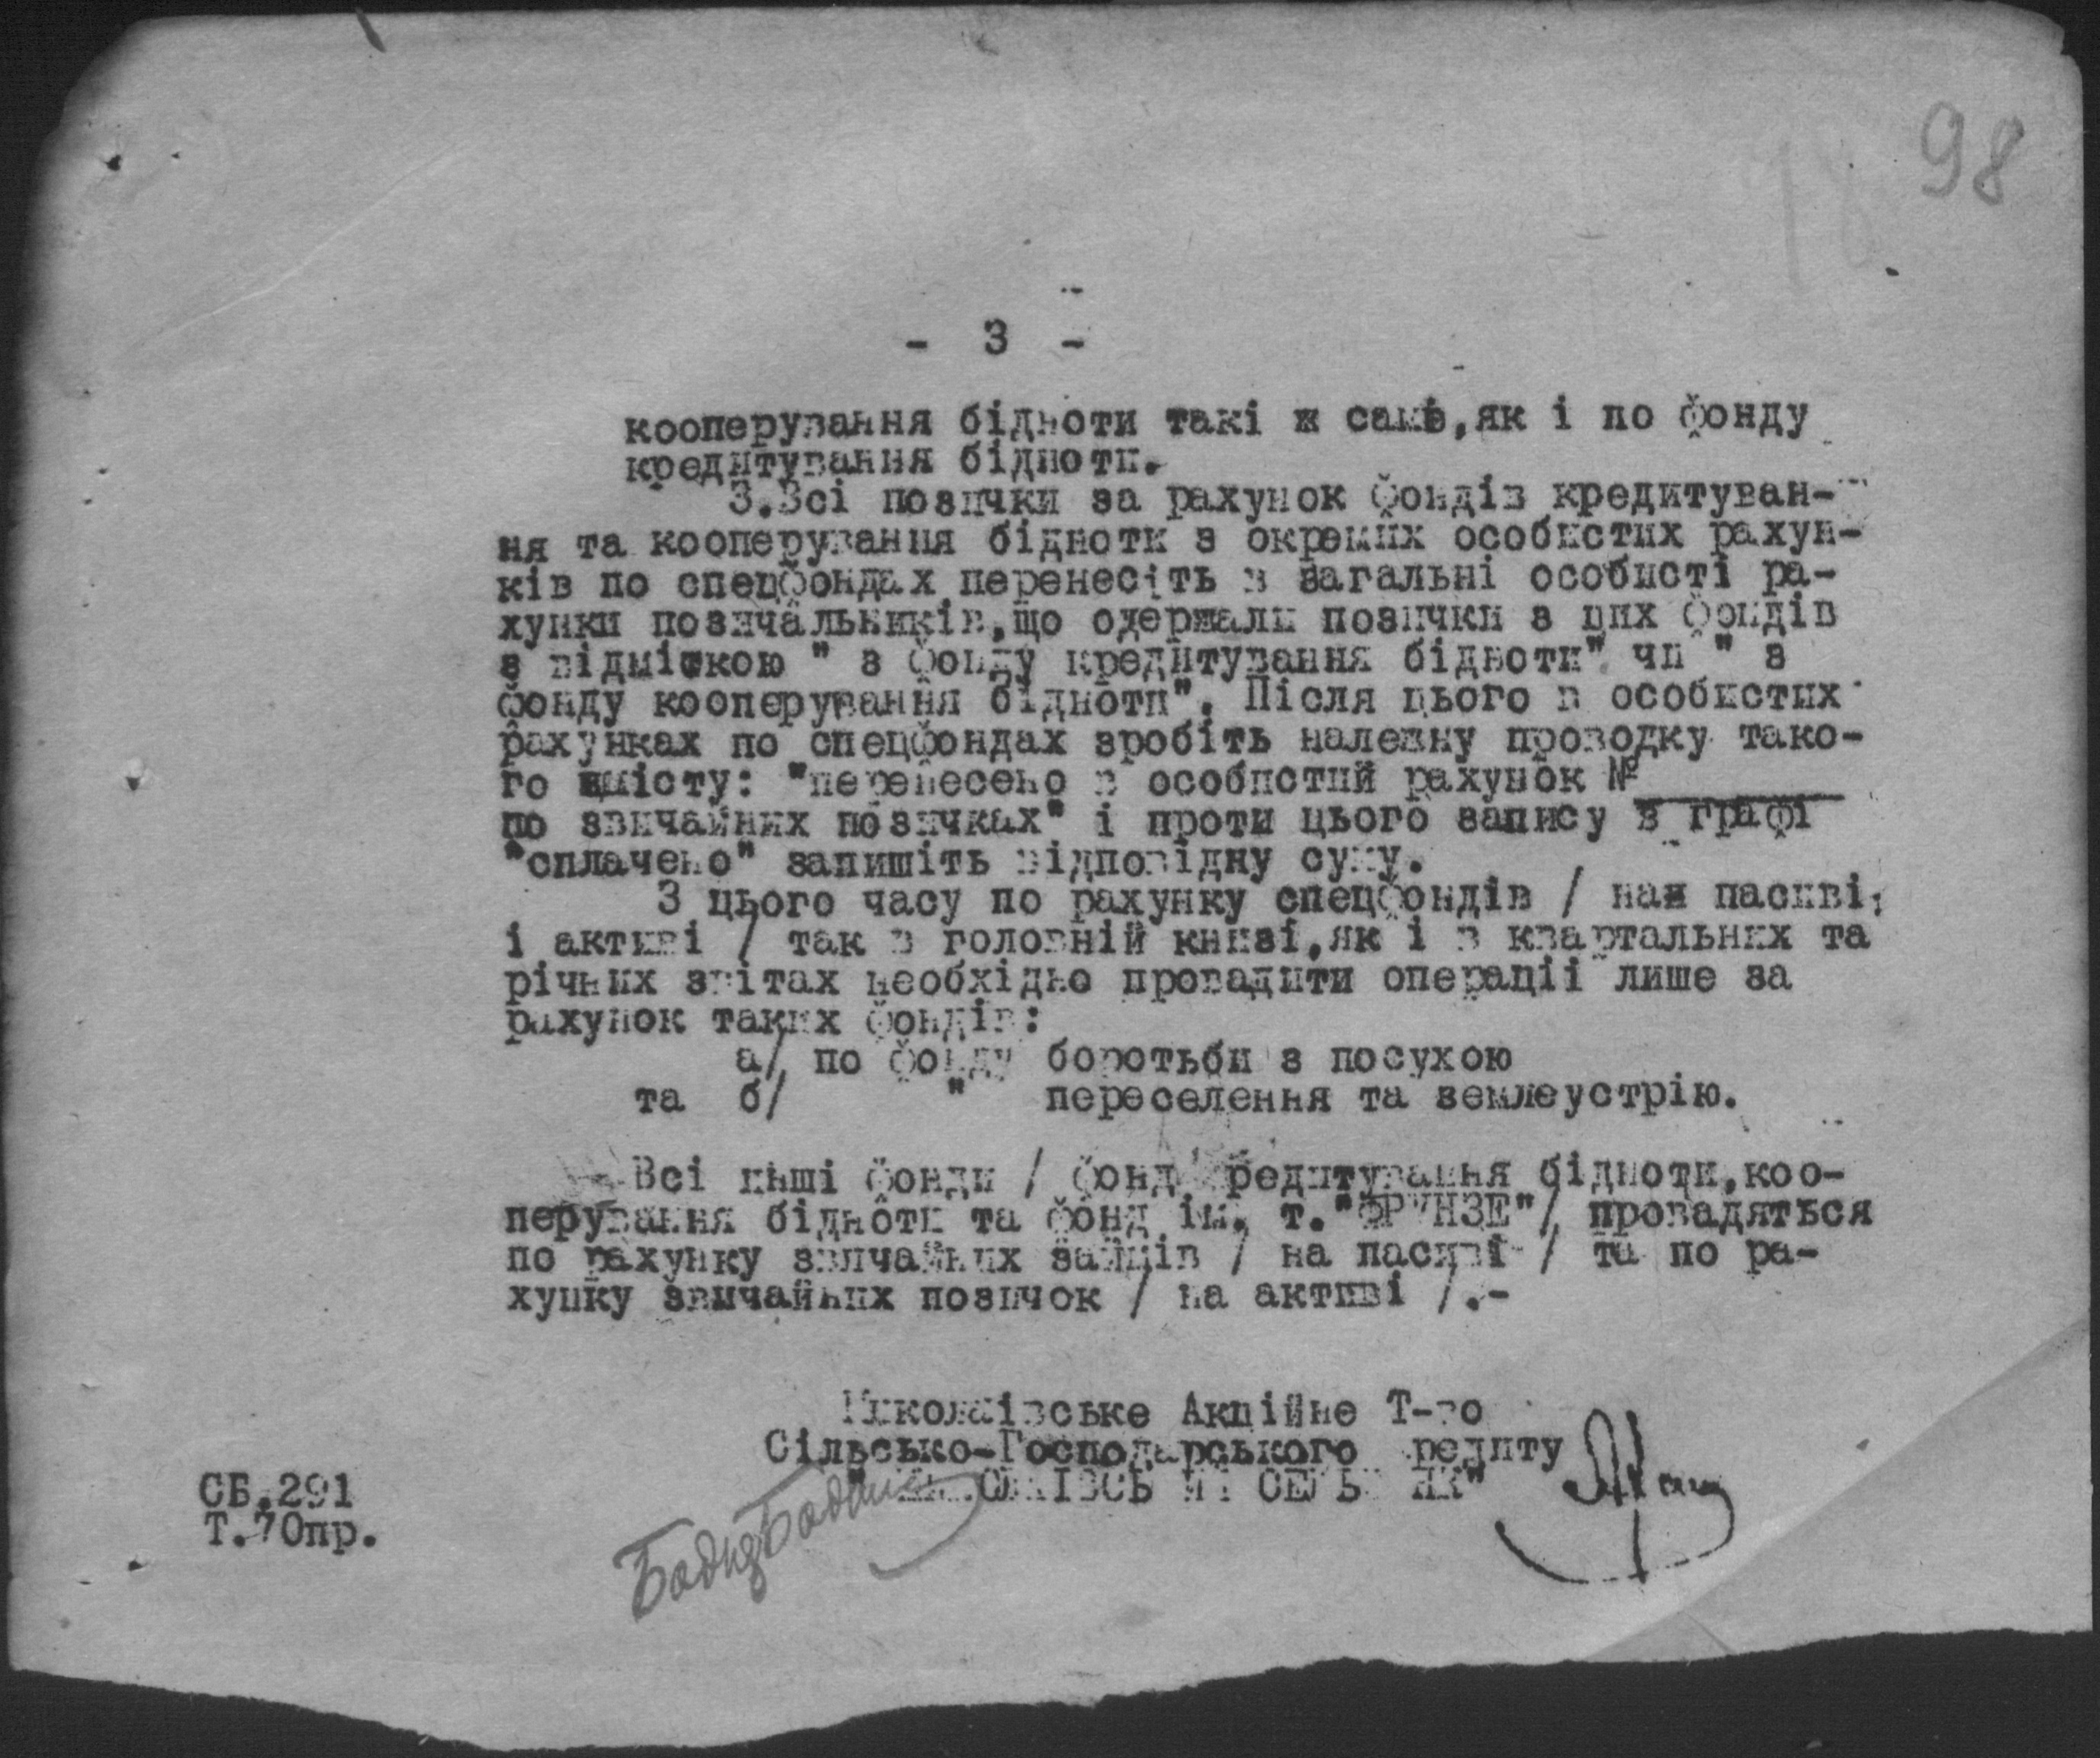 98
- 3 -
кооперування бідноти такі ж самі, як і по фонду
кредитування бідноти.
3.Всі позички за рахунок фондів кредитуван-
ня та кооперування бідноти з окремих особистих рахун-
ків по спецфондах перенесіть в загальні особисті ра-
хунки позичальників,що одержали позички з цих фондів
з відміткою " з фонду кредитування бідноти" чи " з
фонду кооперування бідноти". Після цього в особистих
рахунках по спецфондах зробіть належну проводку тако-
го змісту: "перенесено в особистий рахунок №
по звичайних позичках" і проти цього запису в графі
"сплачено" запишіть відповідну суму.
З цього часу по рахунку спецфондів / на пасиві
і активі / так в головній книзі,як і в квартальних та
річних звітах необхідно провадити операціі лише за
рахунок таких фондів:
а/ по фонду боротьби з посухою
та б/ " переселення та землеустрію.
Всі инші фонди / фонд кредитування бідноти,коо-
перування бідноти та фонд ім. т."ФРУНЗЕ"/ провадяться
по рахунку звичайних займів / на пасиві / та по ра-
хунку звичайних позичок / на активі /.-
Миколаівське Акційне Т-во
Сільсько-Господарського редиту
СБ.291
Т.70пр.